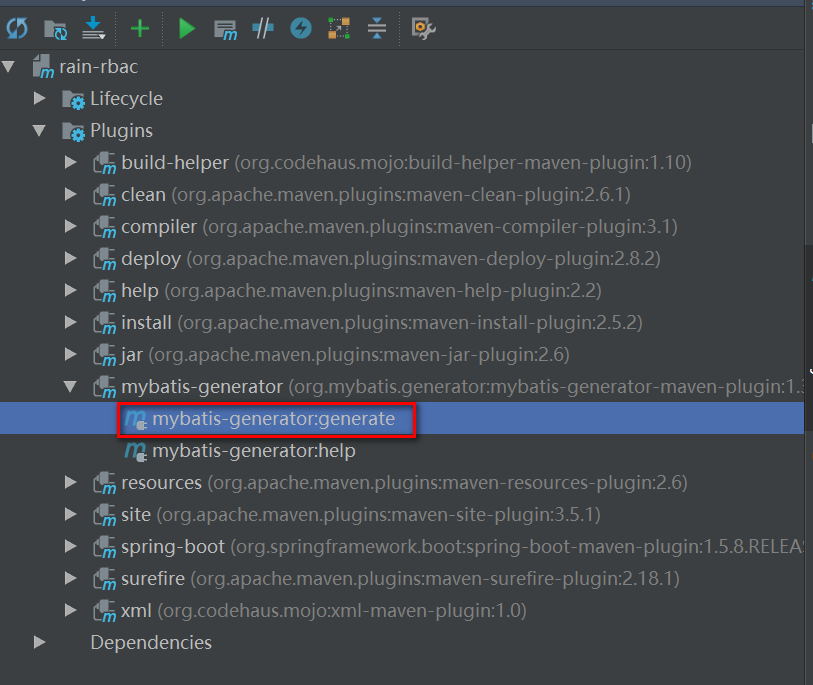 rain-rbac
Lifecycle
Plugins
build-helper (org.codehaus.mojo:build-helper-maven-plugin:1.10)
clean (org.apache.maven.plugins:maven-clean-plugin:2.6.1)
compiler (org.apache.maven.plugins:maven-compiler-plugin:3.1)
deploy (org.apache.maven.plugins:maven-deploy-plugin:2.8.2)
help (org.apache.maven.plugins:maven-help-plugin:2.2)
install (org.apache.maven.plugins:maven-install-plugin:2.5.2)
jar (org.apache.maven.plugins:maven-jar-plugin:2.6)
mybatis-generator (org.mybatis.generator:mybatis-generator-maven-plugin:1.3
mybatis-generator:generate
mybatis-generator:help
resources (org.apache.maven.plugins:maven-resources-plugin:2.6)
site (org.apache.maven.plugins:maven-site-plugin:3.5.1)
spring-boot (org.springframework.boot:spring-boot-maven-plugin:1.5.8.RELEAS
surefire (org.apache.maven.plugins:maven-surefire-plugin:2.18.1)
xml (org.codehaus.mojo:xml-maven-plugin:1.0)
Dependencies